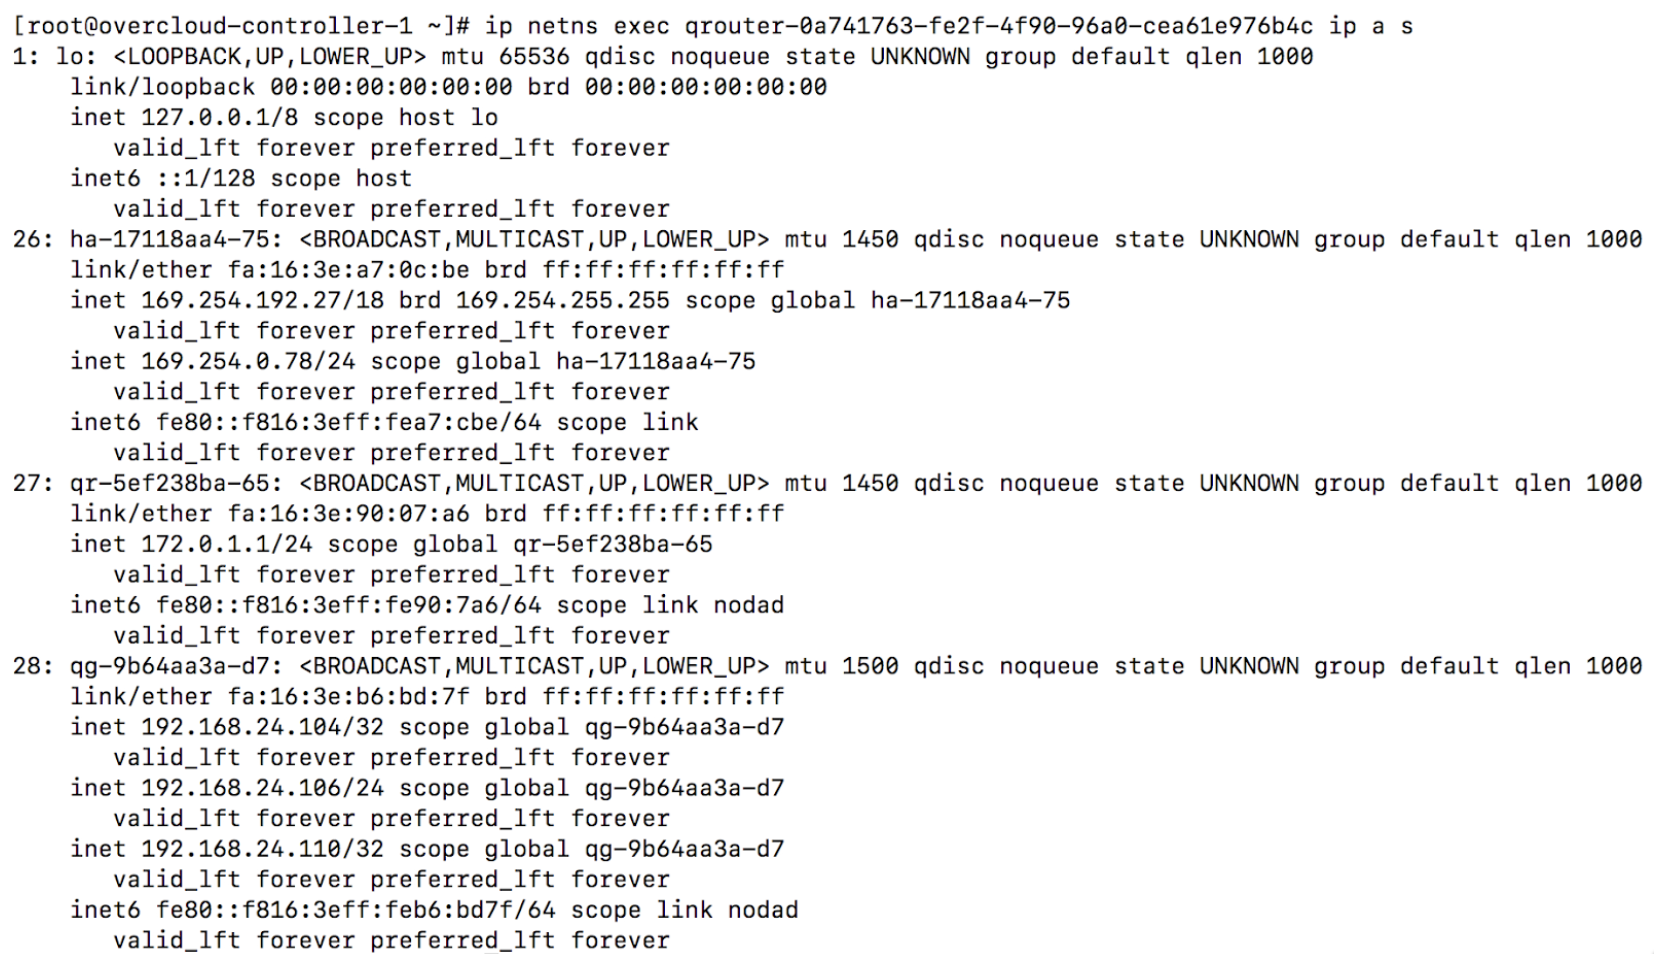 [root@overcloud-controller-1 ~]# ip netns exec qrouter-0a741763-fe2f-4f90-96a0-cea61e976b4c ip a s
1: lo: <LOOPBACK,UP,LOWER_UP> mtu 65536 qdisc noqueue state UNKNOWN group default qlen 1000
    link/loopback 00:00:00:00:00:00 brd 00:00:00:00:00:00
    inet 127.0.0.1/8 scope host lo
       valid_lft forever preferred_lft forever
    inet6 ::1/128 scope host
       valid_lft forever preferred_lft forever
26: ha-17118aa4-75: <BROADCAST,MULTICAST,UP,LOWER_UP> mtu 1450 qdisc noqueue state UNKNOWN group default qlen 1000
    link/ether fa:16:3e:a7:0c:be brd ff:ff:ff:ff:ff:ff
    inet 169.254.192.27/18 brd 169.254.255.255 scope global ha-17118aa4-75
       valid_lft forever preferred_lft forever
    inet 169.254.0.78/24 scope global ha-17118aa4-75
       valid_lft forever preferred_lft forever
    inet6 fe80::f816:3eff:fea7:cbe/64 scope link
       valid_lft forever preferred_lft forever
27: qr-5ef238ba-65: <BROADCAST,MULTICAST,UP,LOWER_UP> mtu 1450 qdisc noqueue state UNKNOWN group default qlen 1000
    link/ether fa:16:3e:90:07:a6 brd ff:ff:ff:ff:ff:ff
    inet 172.0.1.1/24 scope global qr-5ef238ba-65
       valid_lft forever preferred_lft forever
    inet6 fe80::f816:3eff:fe90:7a6/64 scope link nodad
       valid_lft forever preferred_lft forever
28: qg-9b64aa3a-d7: <BROADCAST,MULTICAST,UP,LOWER_UP> mtu 1500 qdisc noqueue state UNKNOWN group default qlen 1000
    link/ether fa:16:3e:b6:bd:7f brd ff:ff:ff:ff:ff:ff
    inet 192.168.24.104/32 scope global qg-9b64aa3a-d7
       valid_lft forever preferred_lft forever
    inet 192.168.24.106/24 scope global qg-9b64aa3a-d7
       valid_lft forever preferred_lft forever
    inet 192.168.24.110/32 scope global qg-9b64aa3a-d7
       valid_lft forever preferred_lft forever
    inet6 fe80::f816:3eff:feb6:bd7f/64 scope link nodad
       valid_lft forever preferred_lft forever